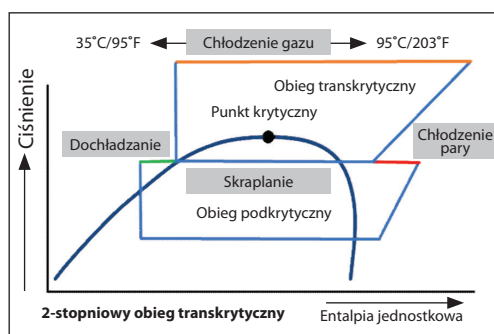 35˚C/95˚F
Chłodzenie gazu
95˚C/203˚F
Obieg transkrytyczny
Ciśnienie
Punkt krytyczny
Dochładzanie
Chłodzenie
pary
Skraplanie
Obieg podkrytyczny
2-stopniowy obieg transkrytyczny
Entalpia jednostkowa